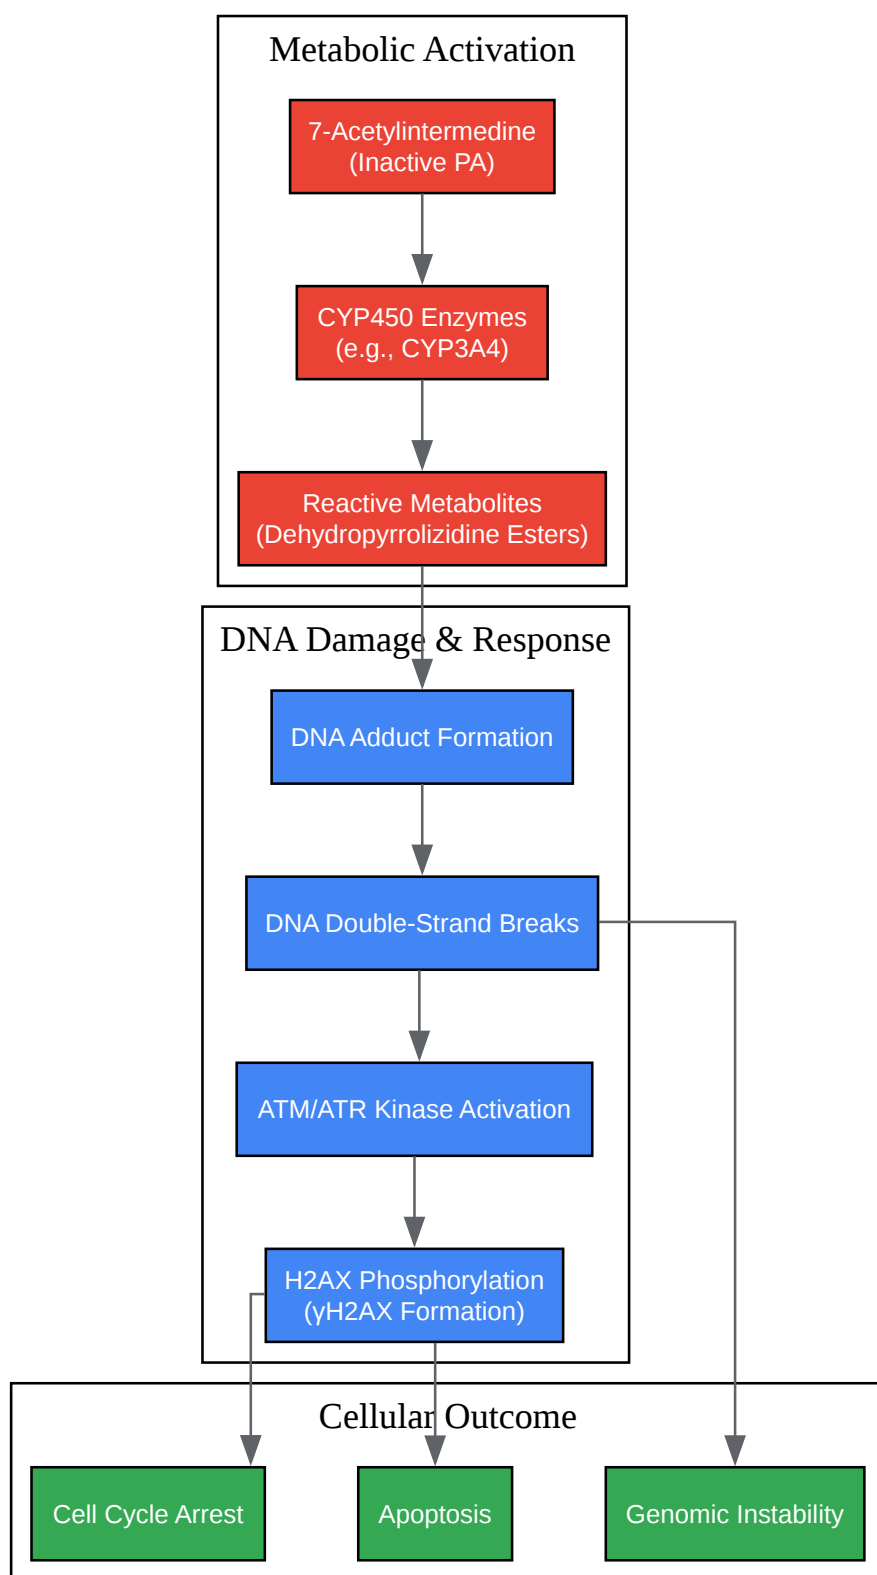 Metabolic Activation
7-Acetylintermedine
(Inactive PA)
CYP450 Enzymes
(e.g., CYP3A4)
Reactive Metabolites
(Dehydropyrrolizidine Esters)
DNA Damage & Response
DNA Adduct Formation
DNA Double-Strand Breaks
ATM/ATR Kinase Activation
H2AX Phosphorylation
(γH2AX Formation)
Cellular Outcome
Cell Cycle Arrest
Apoptosis
Genomic Instability